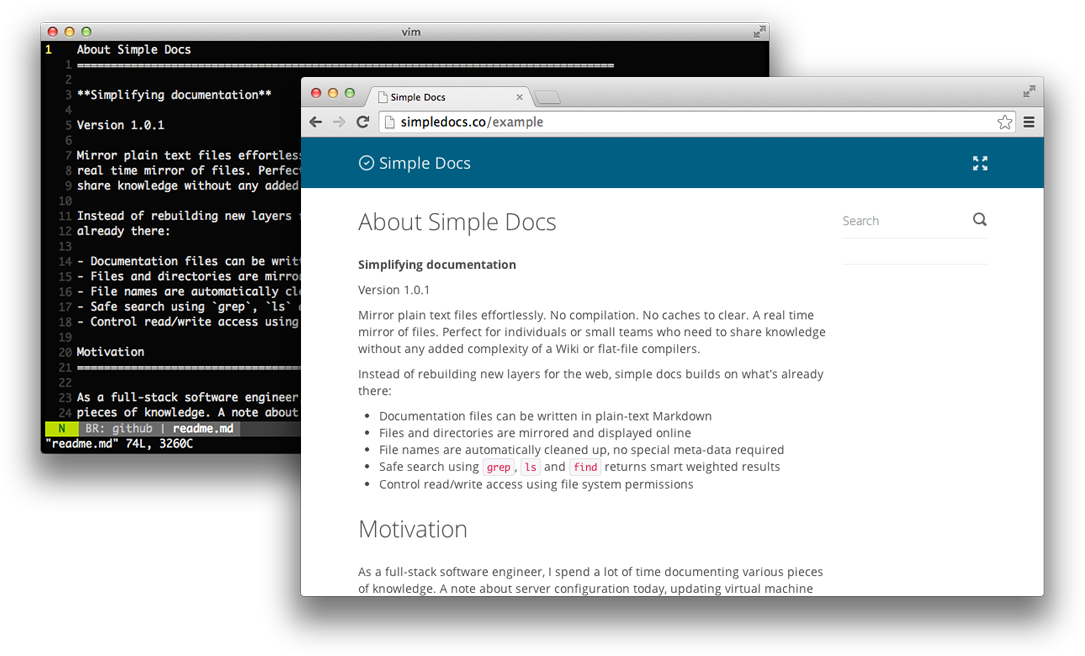 vim
1 About Simple Docs
1 ================================================================================
2
3 **Simplifying documentation**
4
5 Version 1.0.1
6
7 Mirror plain text files
8 real time mirror of files.
9 share knowledge without any added
10
11 Instead of rebuilding new layers
12 already there:
13
14 - Documentation files can be
15 - Files and directories are
16 - File names are automatically
17 - Safe search using `grep`, `ls`
18 - Control read/write access using
19
20 Motivation
21 ================================
22
23 As a full-stack software engineer
24 pieces of knowledge. A note about
N BR: github | readme.md
"readme.md" 74L, 3260C
Simple Docs
simpledocs.co/example
Simple Docs
About Simple Docs
Search
Simplifying documentation
Version 1.0.1
Mirror plain text files effortlessly. No compilation. No caches to clear. A real time
mirror of files. Perfect for individuals or small teams who need to share knowledge
without any added complexity of a Wiki or flat-file compilers.
Instead of rebuilding new layers for the web, simple docs builds on what's already
there:
• Documentation files can be written in plain-text Markdown
• Files and directories are mirrored and displayed online
• File names are automatically cleaned up, no special meta-data required
• Safe search using grep, ls and find returns smart weighted results
• Control read/write access using file system permissions
Motivation
As a full-stack software engineer, I spend a lot of time documenting various pieces
of knowledge. A note about server configuration today, updating virtual machine